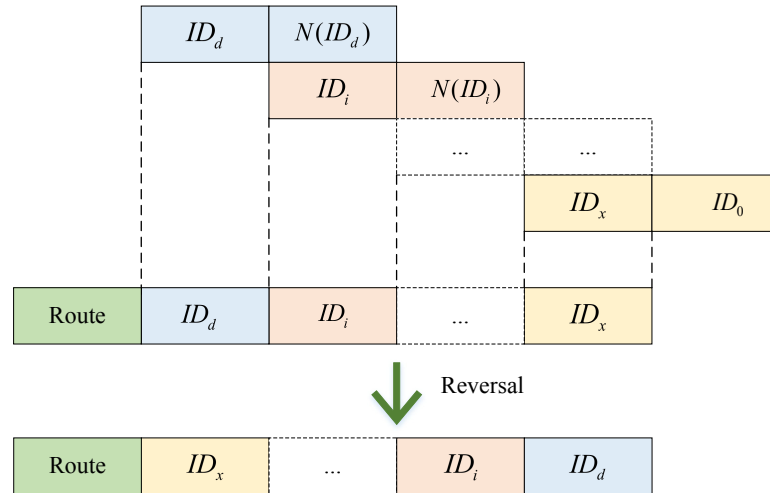 ID_d N(ID_d)
ID_i N(ID_i)
... ...
ID_x ID_0
Route ID_d ID_i ... ID_x
Reversal
Route ID_x ... ID_i ID_d